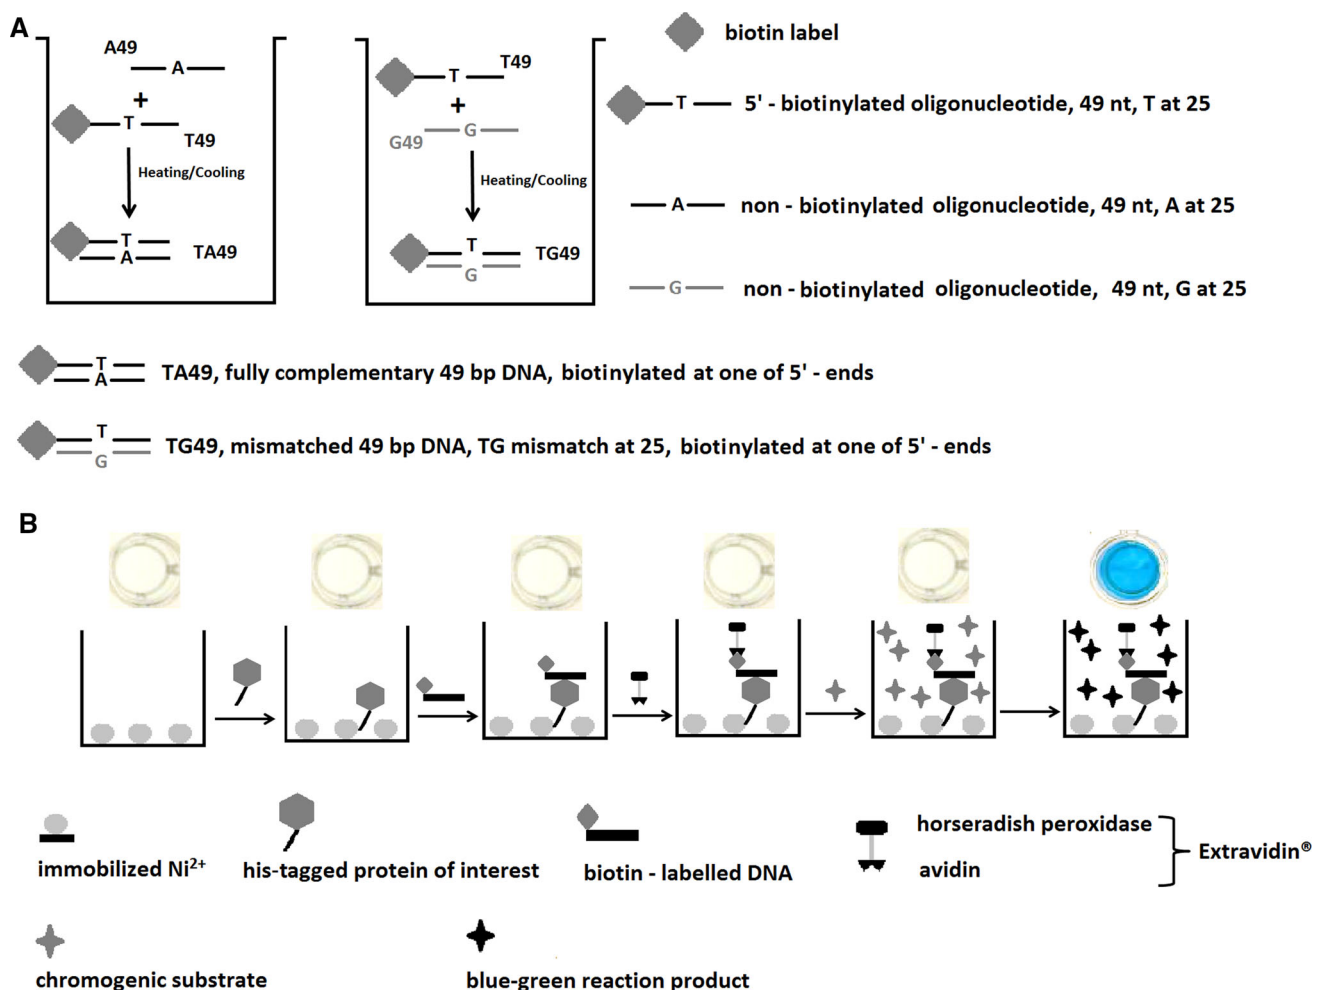 A
A49
A
+
T
T49
Heating/Cooling
T
A
TA49
T49
T
+
G49
G
Heating/Cooling
T
G
TG49
biotin label
T 5' - biotinylated oligonucleotide, 49 nt, T at 25
A non - biotinylated oligonucleotide, 49 nt, A at 25
G non - biotinylated oligonucleotide, 49 nt, G at 25
T
A
TA49, fully complementary 49 bp DNA, biotinylated at one of 5' - ends
T
G
TG49, mismatched 49 bp DNA, TG mismatch at 25, biotinylated at one of 5' - ends
B
immobilized Ni²⁺
his-tagged protein of interest
biotin - labelled DNA
horseradish peroxidase
avidin
Extravidin®
chromogenic substrate
blue-green reaction product